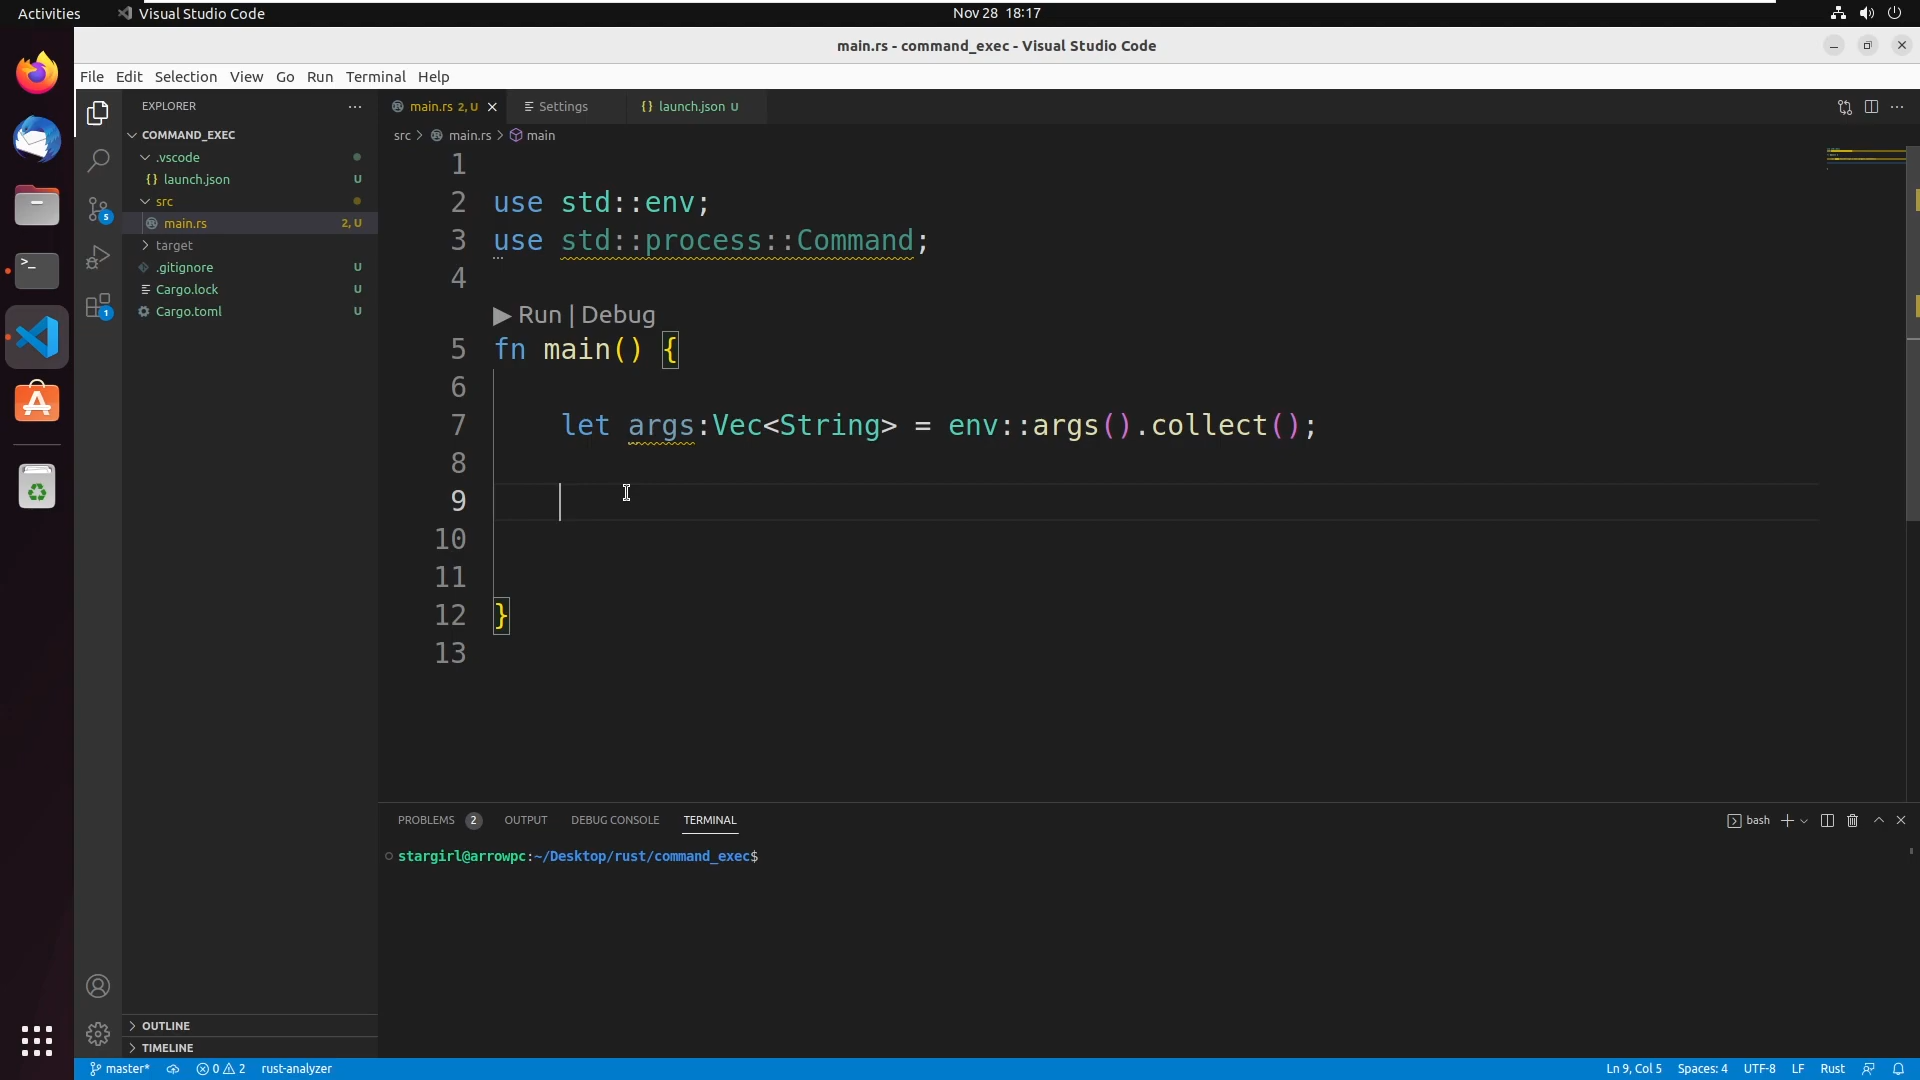 Activities Visual Studio Code Nov 28 18:17
main.rs - command_exec - Visual Studio Code
File Edit Selection View Go Run Terminal Help
EXPLORER
COMMAND_EXEC
.vscode
launch.json U
src
main.rs 2, U
target
.gitignore U
Cargo.lock U
Cargo.toml U
OUTLINE
TIMELINE
5
1
main.rs 2, U Settings launch.json U
src > main.rs > main
1
2 use std::env;
3 use std::process::Command;
4
Run | Debug
5 fn main() {
6
7 let args:Vec<String> = env::args().collect();
8
9
10
11
12 }
13
PROBLEMS 2 OUTPUT DEBUG CONSOLE TERMINAL bash
stargirl@arrowpc:~/Desktop/rust/command_exec$
master* 0 2 rust-analyzer Ln 9, Col 5 Spaces: 4 UTF-8 LF Rust